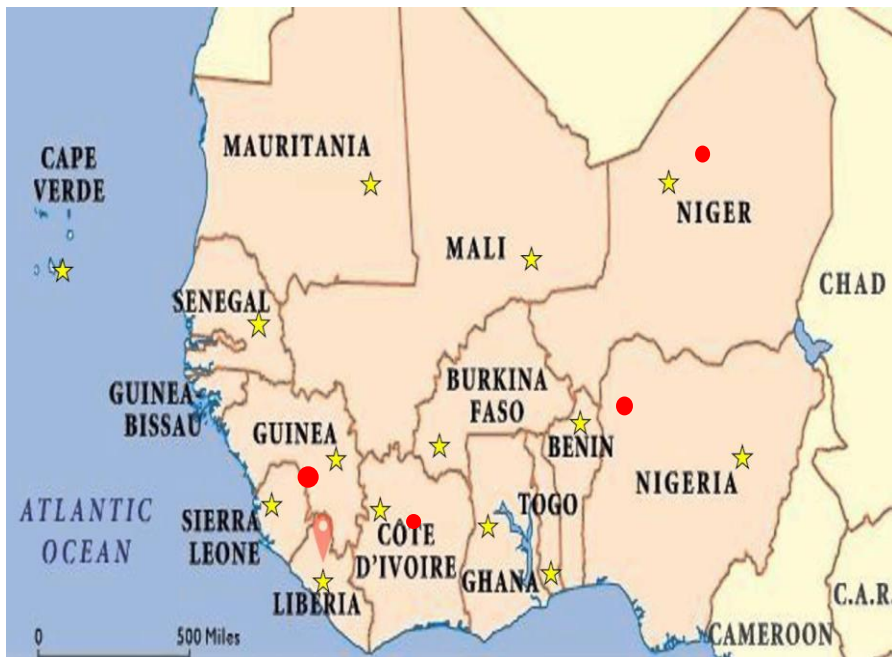 MAURITANIA
CAPE
VERDE
NIGER
MALI
CHAD
SENEGAL
BURKINA
FASO
GUINEA-
BISSAU
GUINEA
BENIN
NIGERIA
ATLANTIC
OCEAN
SIERRA
LEONE
TOGO
CÔTE
D'IVOIRE
GHANA
LIBERIA
C.A.R.
CAMEROON
0 500 Miles